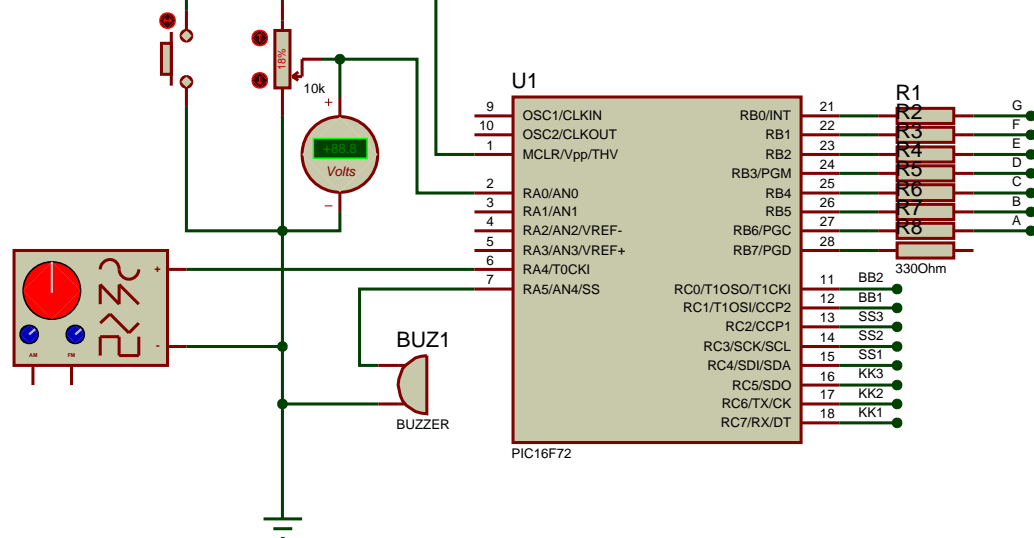 18%
10k
+
+88.8
Volts
−
+
-
AM
FM
BUZ1
BUZZER
U1
9
OSC1/CLKIN
10
OSC2/CLKOUT
1
MCLR/Vpp/THV
2
RA0/AN0
3
RA1/AN1
4
RA2/AN2/VREF-
5
RA3/AN3/VREF+
6
RA4/T0CKI
7
RA5/AN4/SS
RB0/INT
21
RB1
22
RB2
23
RB3/PGM
24
RB4
25
RB5
26
RB6/PGC
27
RB7/PGD
28
RC0/T1OSO/T1CKI
11
BB2
RC1/T1OSI/CCP2
12
BB1
RC2/CCP1
13
SS3
RC3/SCK/SCL
14
SS2
RC4/SDI/SDA
15
SS1
RC5/SDO
16
KK3
RC6/TX/CK
17
KK2
RC7/RX/DT
18
KK1
PIC16F72
R1
R2
R3
R4
R5
R6
R7
R8
330Ohm
G
F
E
D
C
B
A